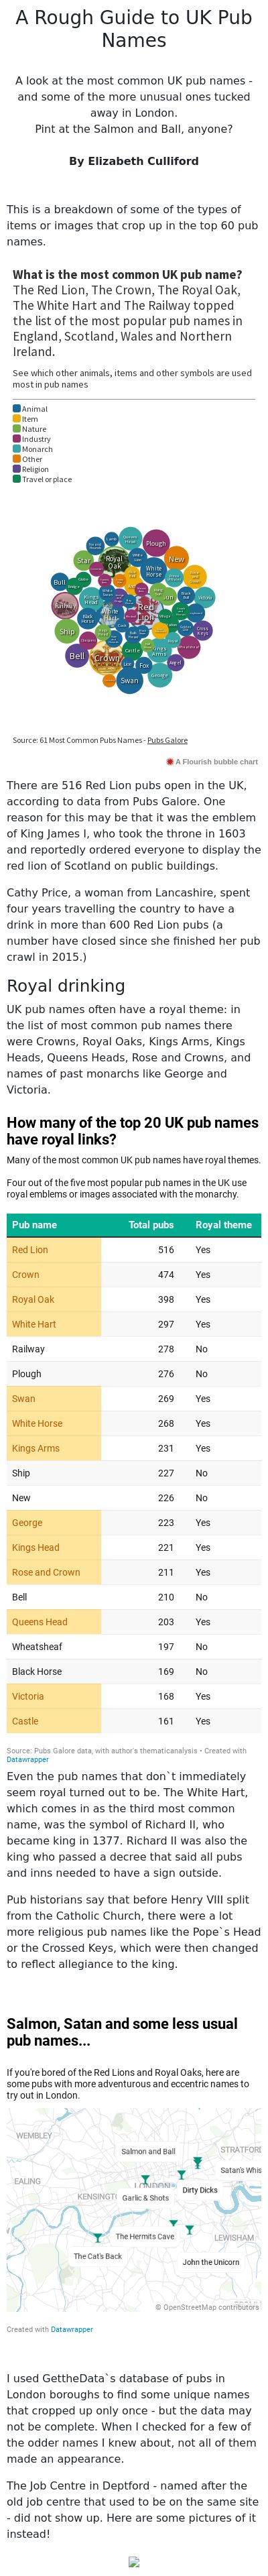 A Rough Guide to UK Pub
Names
A look at the most common UK pub names -
and some of the more unusual ones tucked
away in London.
Pint at the Salmon and Ball, anyone?
By Elizabeth Culliford
This is a breakdown of some of the types of
items or images that crop up in the top 60 pub
names.
What is the most common UK pub name?
The Red Lion, The Crown, The Royal Oak,
The White Hart and The Railway topped
the list of the most popular pub names in
England, Scotland, Wales and Northern
Ireland.
See which other animals, items and other symbols are used
most in pub names
Animal
Item
Nature
Industry
Monarch
Other
Religion
Travel or place
Plough
Star
Royal
Oak
New
White
Horse
Bull
Kings
Head
Sun
Railway
Red
Lion
Ship
Crown
Castle
Kings
Arms
Bell
Lion
Fox
Angel
Swan
George
Source: 61 Most Common Pubs Names - Pubs Galore
A Flourish bubble chart
There are 516 Red Lion pubs open in the UK,
according to data from Pubs Galore. One
reason for this may be that it was the emblem
of King James I, who took the throne in 1603
and reportedly ordered everyone to display the
red lion of Scotland on public buildings.
Cathy Price, a woman from Lancashire, spent
four years travelling the country to have a
drink in more than 600 Red Lion pubs (a
number have closed since she finished her pub
crawl in 2015.)
Royal drinking
UK pub names often have a royal theme: in
the list of most common pub names there
were Crowns, Royal Oaks, Kings Arms, Kings
Heads, Queens Heads, Rose and Crowns, and
names of past monarchs like George and
Victoria.
How many of the top 20 UK pub names
have royal links?
Many of the most common UK pub names have royal themes.
Four out of the five most popular pub names in the UK use
royal emblems or images associated with the monarchy.
Pub name Total pubs Royal theme
Red Lion 516 Yes
Crown 474 Yes
Royal Oak 398 Yes
White Hart 297 Yes
Railway 278 No
Plough 276 No
Swan 269 Yes
White Horse 268 Yes
Kings Arms 231 Yes
Ship 227 No
New 226 No
George 223 Yes
Kings Head 221 Yes
Rose and Crown 211 Yes
Bell 210 No
Queens Head 203 Yes
Wheatsheaf 197 No
Black Horse 169 No
Victoria 168 Yes
Castle 161 Yes
Source: Pubs Galore data, with author's thematicanalysis • Created with
Datawrapper
Even the pub names that don`t immediately
seem royal turned out to be. The White Hart,
which comes in as the third most common
name, was the symbol of Richard II, who
became king in 1377. Richard II was also the
king who passed a decree that said all pubs
and inns needed to have a sign outside.
Pub historians say that before Henry VIII split
from the Catholic Church, there were a lot
more religious pub names like the Pope`s Head
or the Crossed Keys, which were then changed
to reflect allegiance to the king.
Salmon, Satan and some less usual
pub names...
If you're bored of the Red Lions and Royal Oaks, here are
some pubs with more adventurous and eccentric names to
try out in London.
WEMBLEY
Salmon and Ball
STRATFORD
Satan's Whis
EALING
LONDON
Dirty Dicks
KENSINGTO
Garlic & Shots
The Hermits Cave
LEWISHAM
The Cat's Back
John the Unicorn
© OpenStreetMap contributors
Created with Datawrapper
I used GettheData`s database of pubs in
London boroughs to find some unique names
that cropped up only once - but the data may
not be complete. When I checked for a few of
the odder names I knew about, not all of them
made an appearance.
The Job Centre in Deptford - named after the
old job centre that used to be on the same site
- did not show up. Here are some pictures of it
instead!